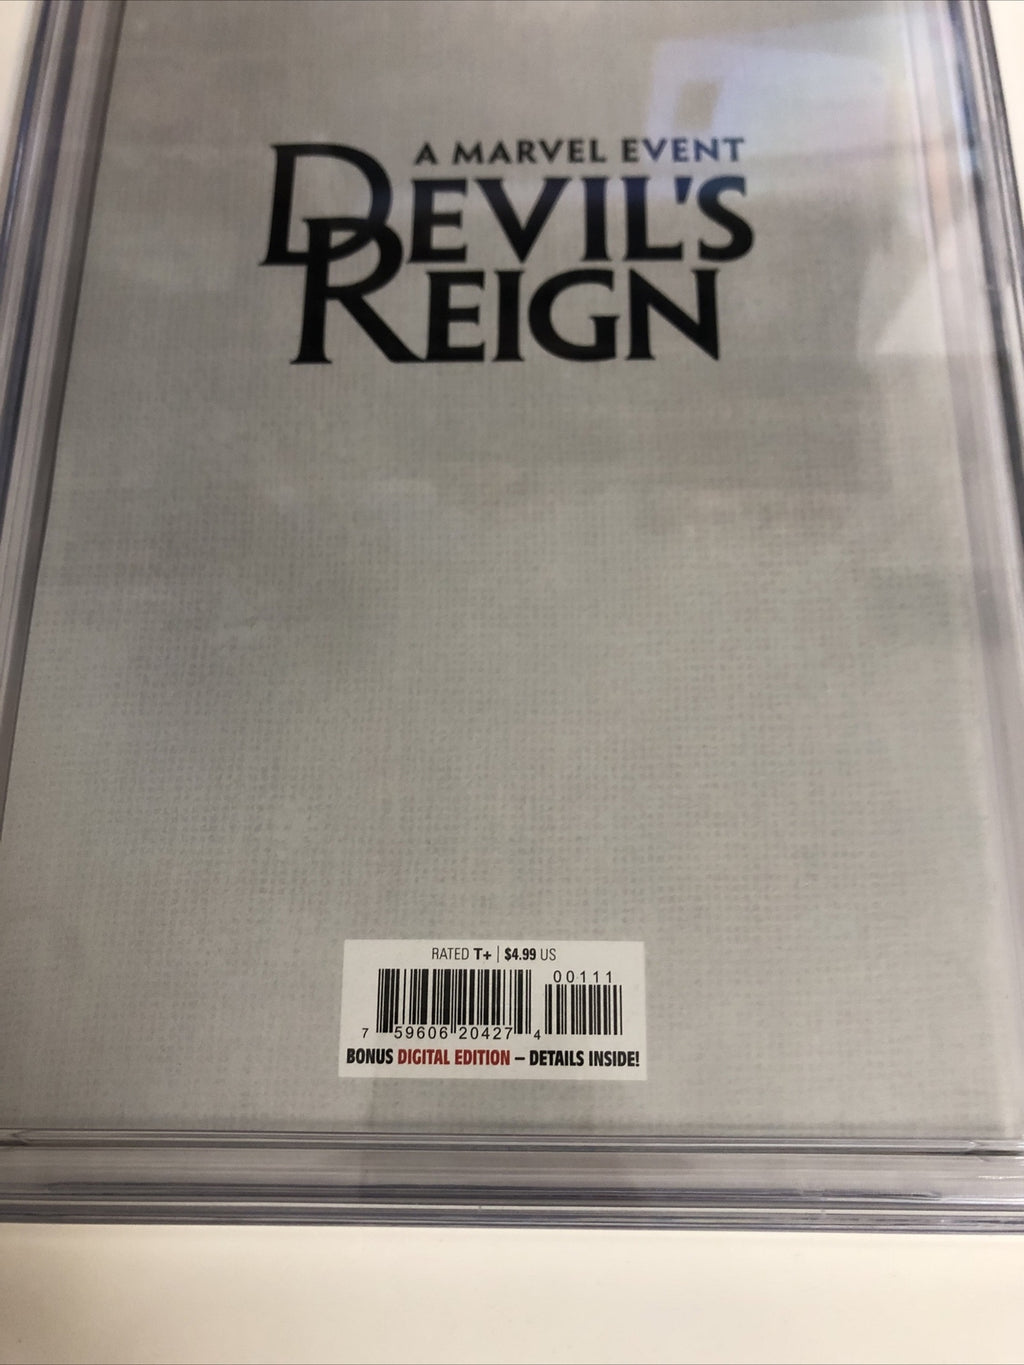 A MARVEL EVENT
DEVIL'S
REIGN
RATED T+ | $4.99 US
00111
7 59606 20427 4
BONUS DIGITAL EDITION – DETAILS INSIDE!